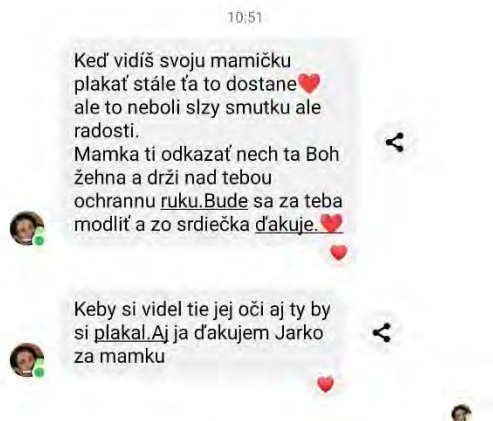 10:51
Keď vidíš svoju mamičku
plakať stále ťa to dostane❤️
ale to neboli slzy smutku ale
radosti.
Mamka ti odkazať nech ta Boh
žehna a drži nad tebou
ochrannu ruku.Bude sa za teba
modliť a zo srdiečka ďakuje.❤️
Keby si videl tie jej oči aj ty by
si plakal.Aj ja ďakujem Jarko
za mamku